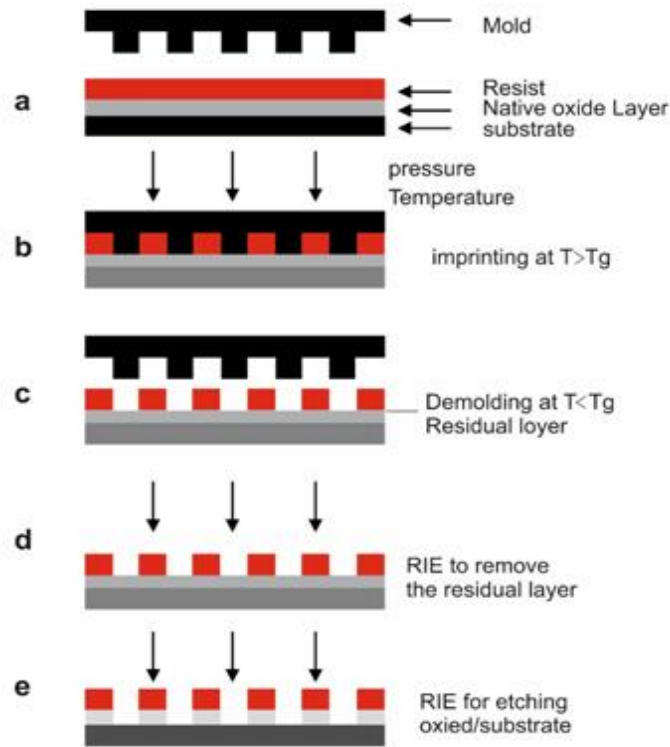 Mold
a
Resist
Native oxide Layer
substrate
pressure
Temperature
b
imprinting at T>Tg
c
Demolding at T<Tg
Residual loyer
d
RIE to remove
the residual layer
e
RIE for etching
oxied/substrate